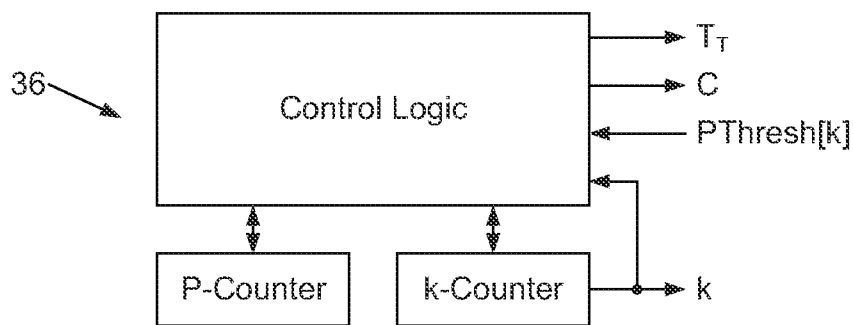 36
Control Logic
T_T
C
PThresh[k]
P-Counter
k-Counter
k